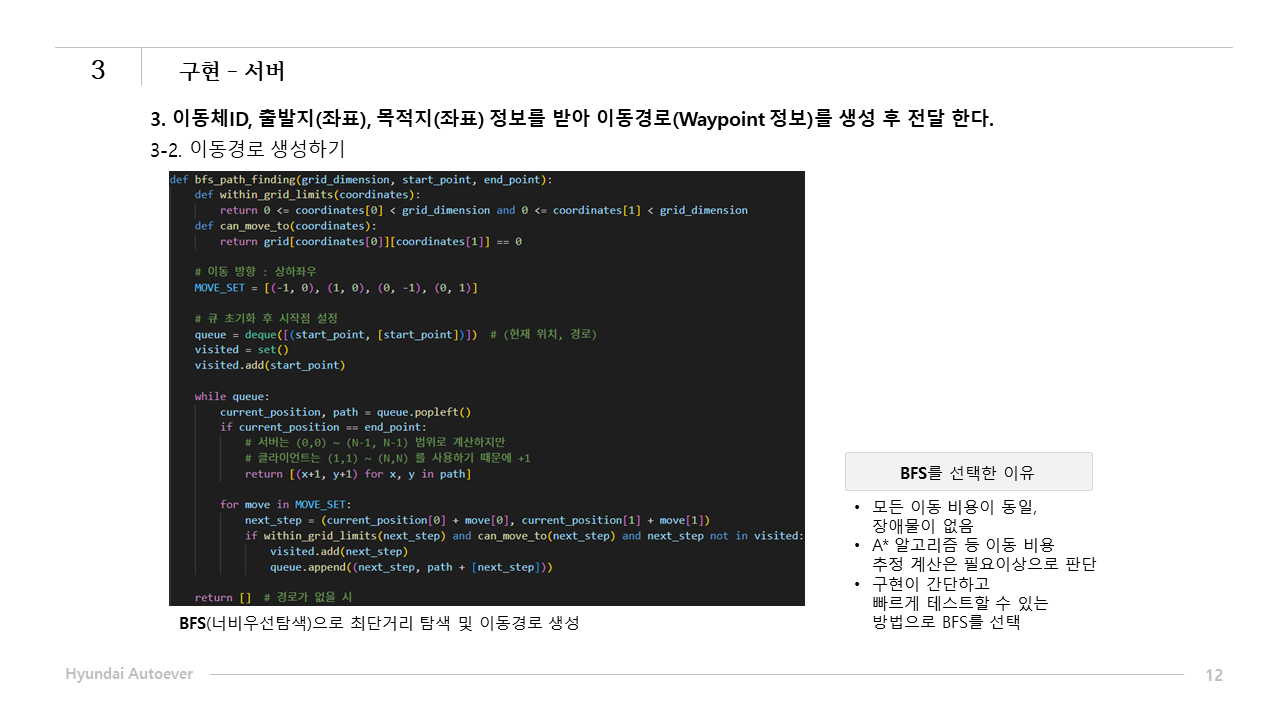 3
구현 – 서버
3. 이동체ID, 출발지(좌표), 목적지(좌표) 정보를 받아 이동경로(Waypoint 정보)를 생성 후 전달 한다.
3-2. 이동경로 생성하기
def bfs_path_finding(grid_dimension, start_point, end_point):
    def within_grid_limits(coordinates):
        return 0 <= coordinates[0] < grid_dimension and 0 <= coordinates[1] < grid_dimension
    def can_move_to(coordinates):
        return grid[coordinates[0]][coordinates[1]] == 0
    # 이동 방향 : 상하좌우
    MOVE_SET = [(-1, 0), (1, 0), (0, -1), (0, 1)]
    # 큐 초기화 후 시작점 설정
    queue = deque([(start_point, [start_point])])  # (현재 위치, 경로)
    visited = set()
    visited.add(start_point)
    while queue:
        current_position, path = queue.popleft()
        if current_position == end_point:
            # 서버는 (0,0) ~ (N-1, N-1) 범위로 계산하지만
            # 클라이언트는 (1,1) ~ (N,N) 를 사용하기 때문에 +1
            return [(x+1, y+1) for x, y in path]
        for move in MOVE_SET:
            next_step = (current_position[0] + move[0], current_position[1] + move[1])
            if within_grid_limits(next_step) and can_move_to(next_step) and next_step not in visited:
                visited.add(next_step)
                queue.append((next_step, path + [next_step]))
    return []  # 경로가 없을 시
BFS(너비우선탐색)으로 최단거리 탐색 및 이동경로 생성
BFS를 선택한 이유
• 모든 이동 비용이 동일,
장애물이 없음
• A* 알고리즘 등 이동 비용
추정 계산은 필요이상으로 판단
• 구현이 간단하고
빠르게 테스트할 수 있는
방법으로 BFS를 선택
Hyundai Autoever
12